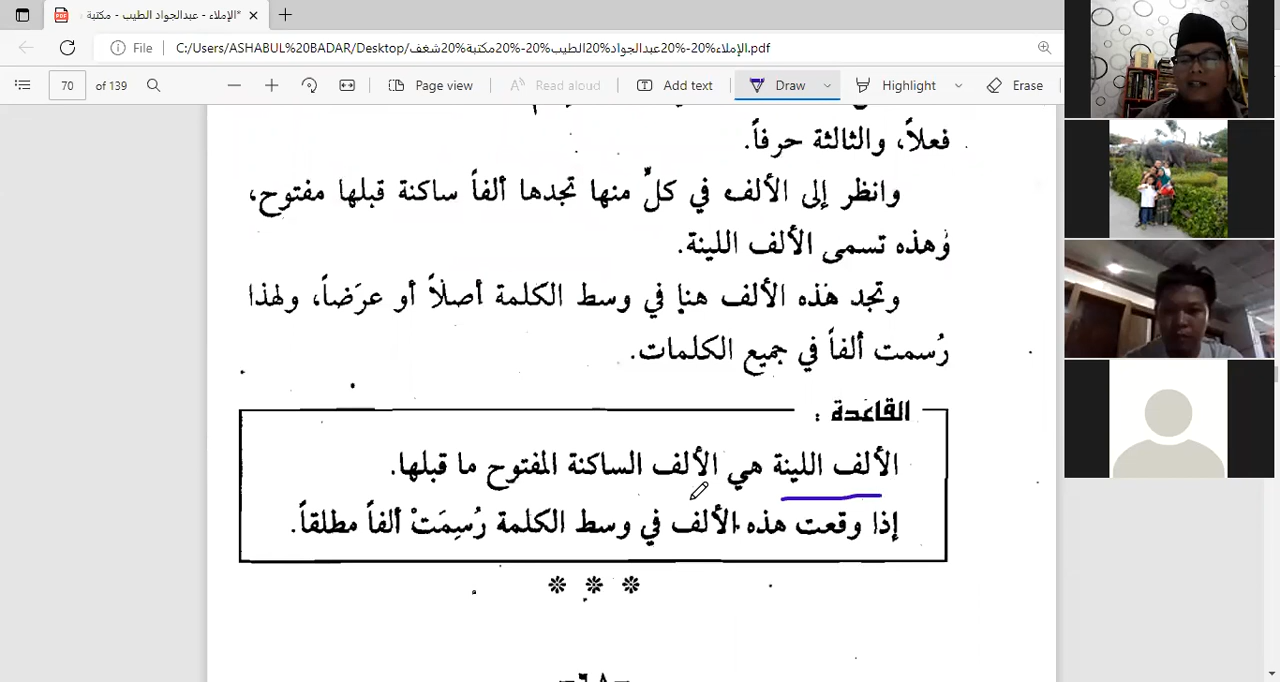 *الإملاء - عبدالجواد الطيب - مكتبة
File
C:/Users/ASHABUL%20BADAR/Desktop/الإملاء%20-%20عبدالجواد%20الطيب%20-%20مكتبة%20شغف.pdf
70 of 139
Page view
Read aloud
Add text
Draw
Highlight
Erase
فعلاً، والثالثة حرفاً.
وانظر إلى الألف في كلٍّ منها تجدها ألفاً ساكنة قبلها مفتوح،
وهذه تسمى الألف اللينة.
وتجد هذه الألف هنا في وسط الكلمة أصلاً أو عرَضاً، ولهذا
رُسمت ألفاً في جميع الكلمات.
القاعدة :
الألف اللينة هي الألف الساكنة المفتوح ما قبلها.
إذا وقعت هذه الألف في وسط الكلمة رُسِمَتْ ألفاً مطلقاً.